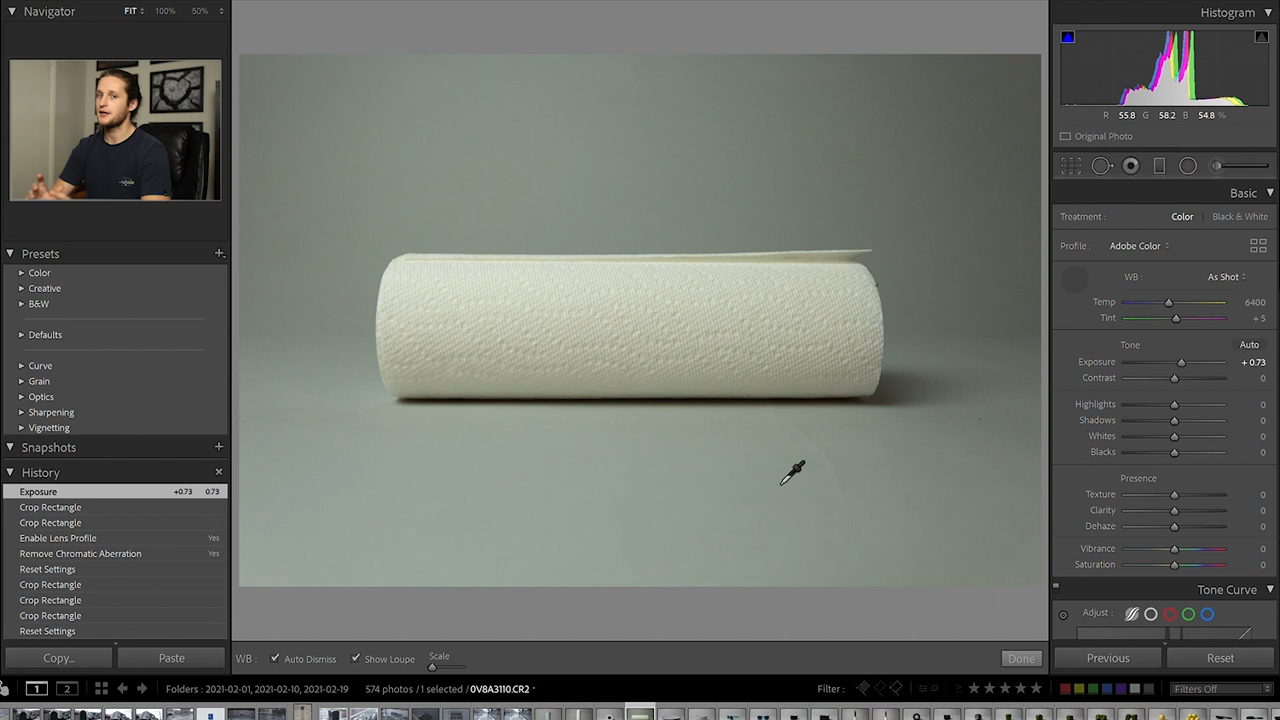 Navigator
FIT 100% 50%
Presets
Color
Creative
B&W
Defaults
Curve
Grain
Optics
Sharpening
Vignetting
Snapshots
History
Exposure +0.73 0.73
Crop Rectangle
Crop Rectangle
Enable Lens Profile Yes
Remove Chromatic Aberration Yes
Reset Settings
Crop Rectangle
Crop Rectangle
Crop Rectangle
Reset Settings
Copy... Paste
WB: Auto Dismiss Show Loupe Scale Done
Histogram
R 55.8 G 58.2 B 54.8 %
Original Photo
Basic
Treatment: Color Black & White
Profile: Adobe Color
WB: As Shot
Temp 6400
Tint + 5
Tone Auto
Exposure + 0.73
Contrast 0
Highlights 0
Shadows 0
Whites 0
Blacks 0
Presence
Texture 0
Clarity 0
Dehaze 0
Vibrance 0
Saturation 0
Tone Curve
Adjust:
Previous Reset
1 2 Folders: 2021-02-01, 2021-02-10, 2021-02-19 574 photos / 1 selected / 0V8A3110.CR2 Filter: Filters Off